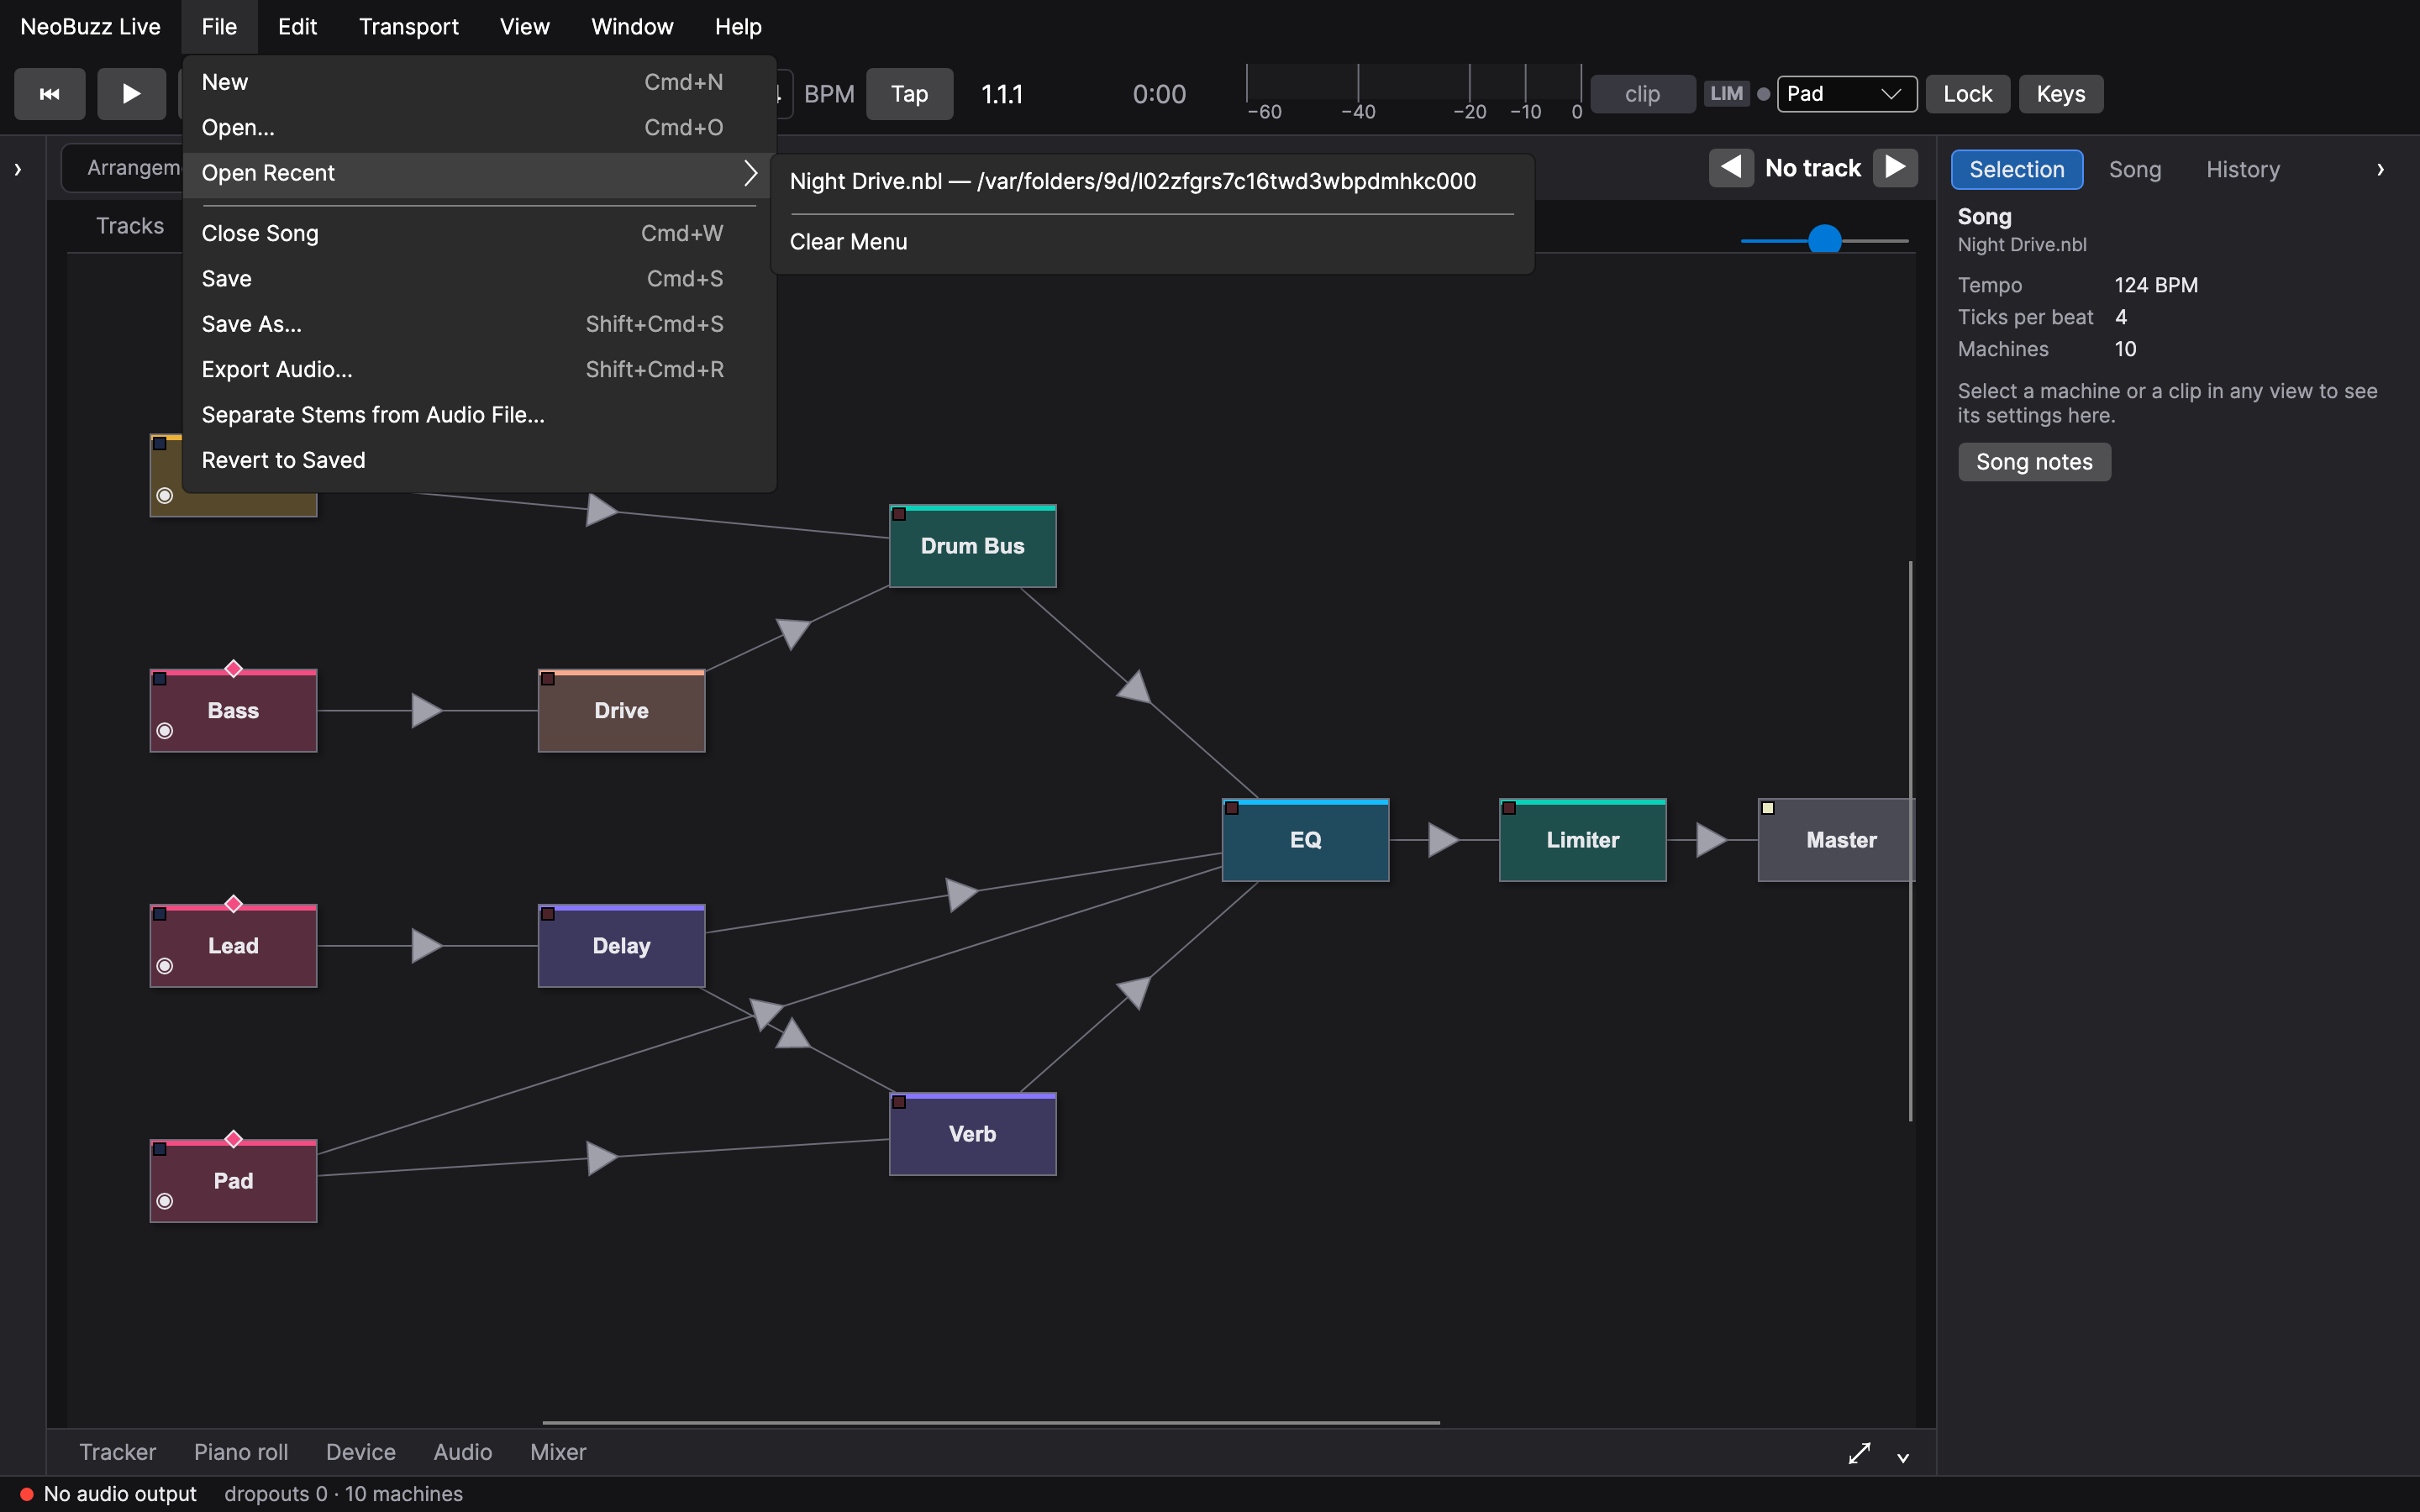 NeoBuzz Live File Edit Transport View Window Help
BPM Tap 1.1.1 0:00 −60 −40 −20 −10 0 clip LIM Pad Lock Keys
New Cmd+N
Open... Cmd+O
Open Recent
Close Song Cmd+W
Save Cmd+S
Save As... Shift+Cmd+S
Export Audio... Shift+Cmd+R
Separate Stems from Audio File...
Revert to Saved
Night Drive.nbl — /var/folders/9d/l02zfgrs7c16twd3wbpdmhkc000
Clear Menu
No track
Tracks
Drum Bus
Bass
Drive
EQ
Limiter
Master
Lead
Delay
Verb
Pad
Selection Song History
Song
Night Drive.nbl
Tempo 124 BPM
Ticks per beat 4
Machines 10
Select a machine or a clip in any view to see
its settings here.
Song notes
Tracker Piano roll Device Audio Mixer
No audio output dropouts 0 · 10 machines